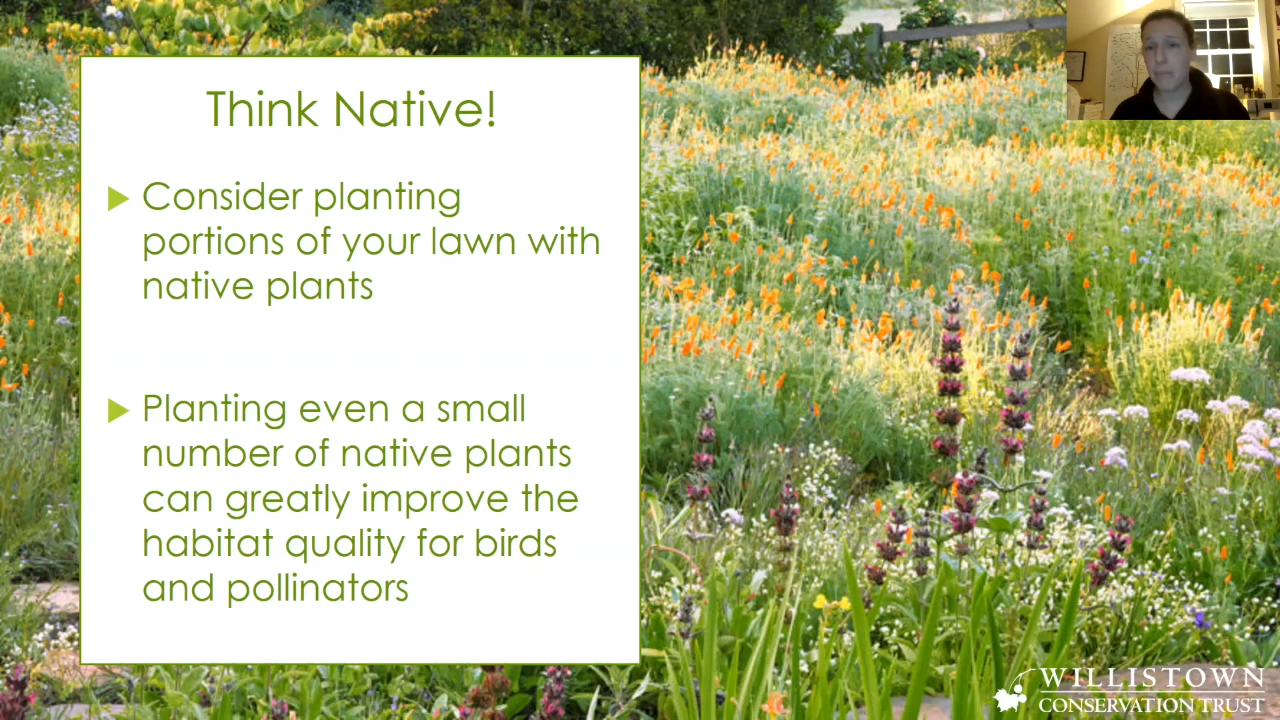 Think Native!
Consider planting
portions of your lawn with
native plants
Planting even a small
number of native plants
can greatly improve the
habitat quality for birds
and pollinators
WILLISTOWN
CONSERVATION TRUST